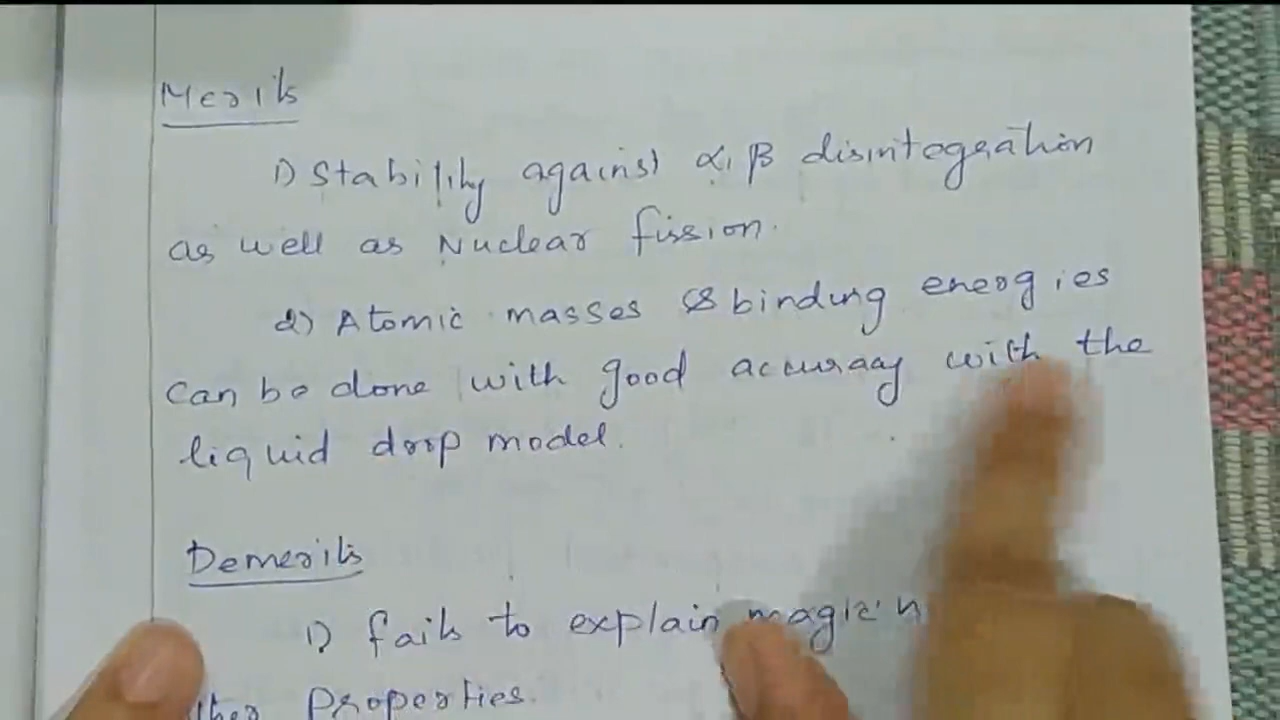 Merits
1) Stability against α, β disintegration
as well as Nuclear fission.
2) Atomic masses & binding energies
can be done with good accuracy with the
liquid drop model.
Demerits
1) fails to explain magic
Properties.